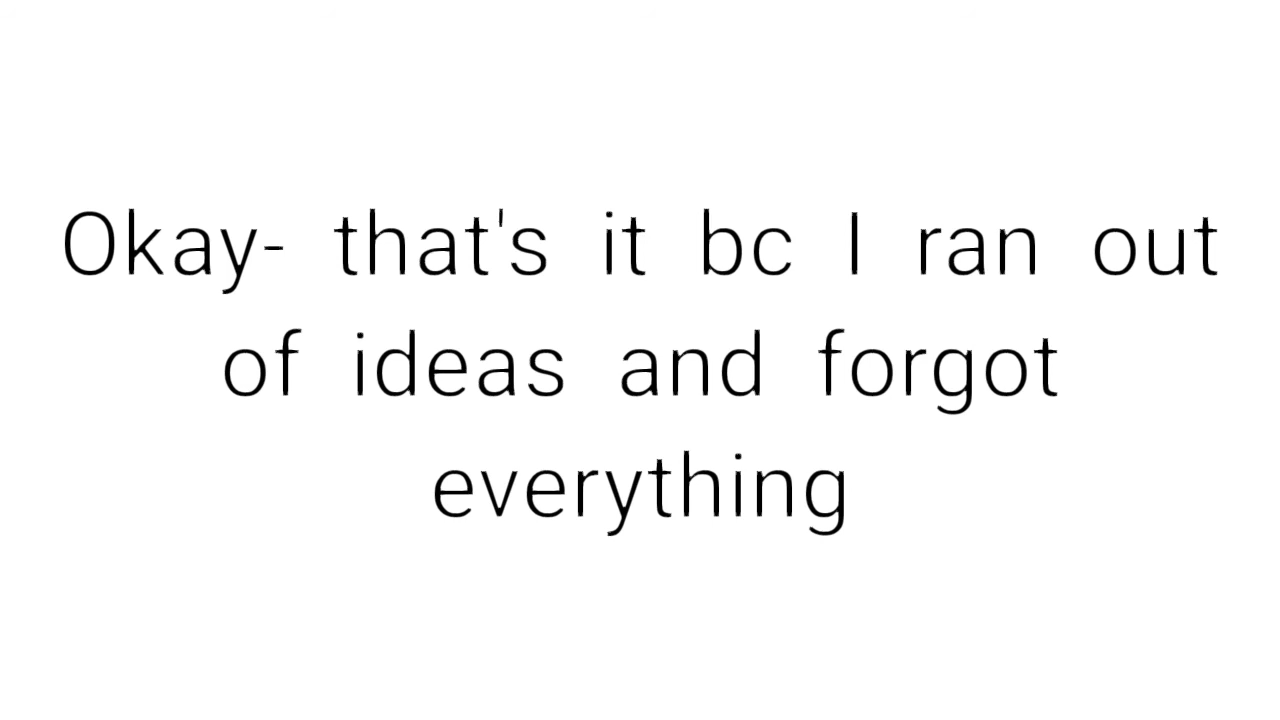 Okay- that's it bc I ran out
of ideas and forgot
everything